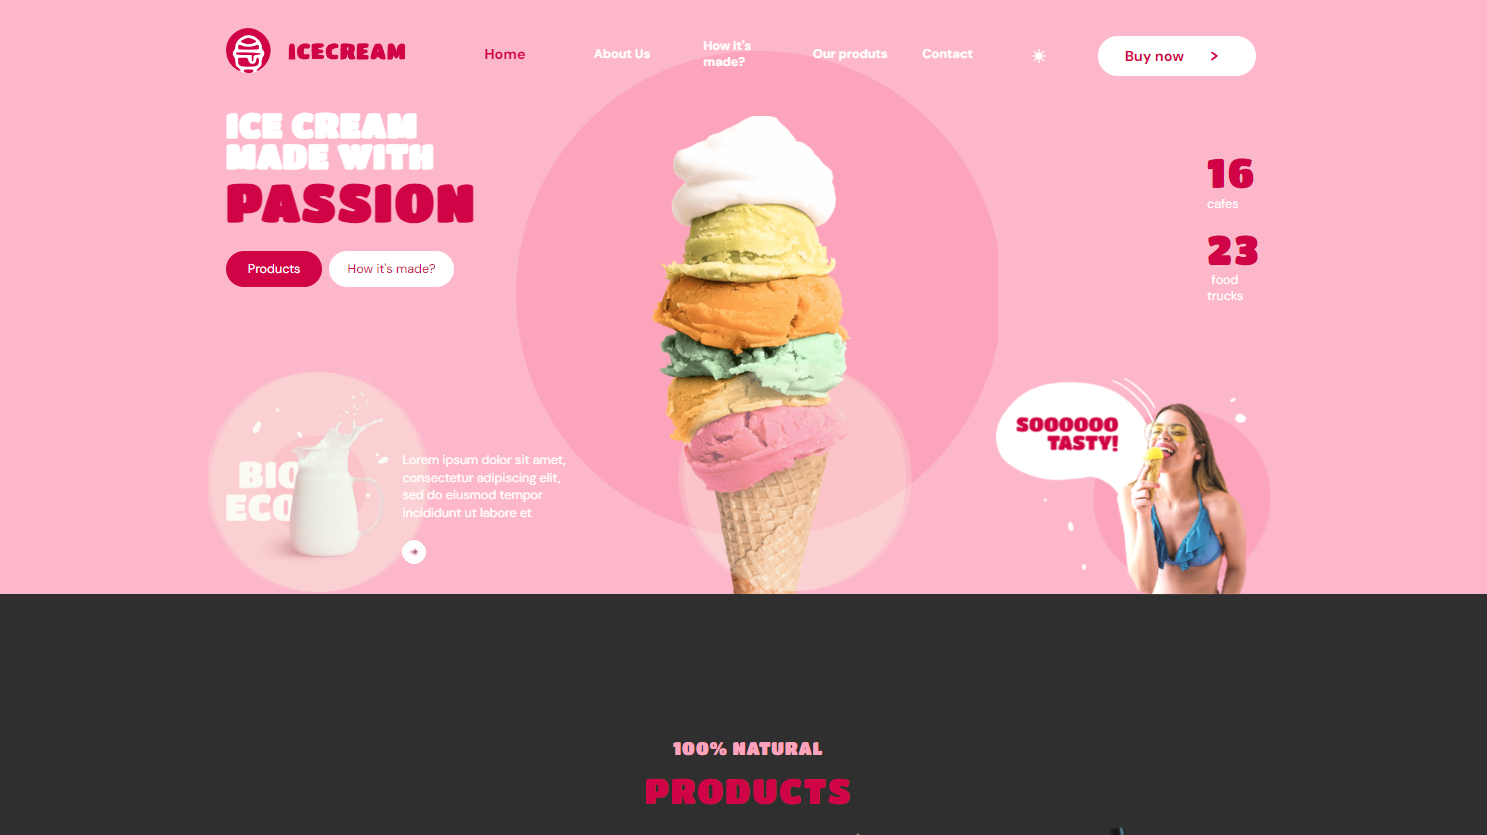 ICECREAM
Home
About Us
How it's
made?
Our produts
Contact
Buy now >
ICE CREAM
MADE WITH
PASSION
Products
How it's made?
16
cafes
23
food
trucks
BIO
ECO
Lorem ipsum dolor sit amet,
consectetur adipiscing elit,
sed do eiusmod tempor
incididunt ut labore et
SOOOOOO
TASTY!
100% NATURAL
PRODUCTS